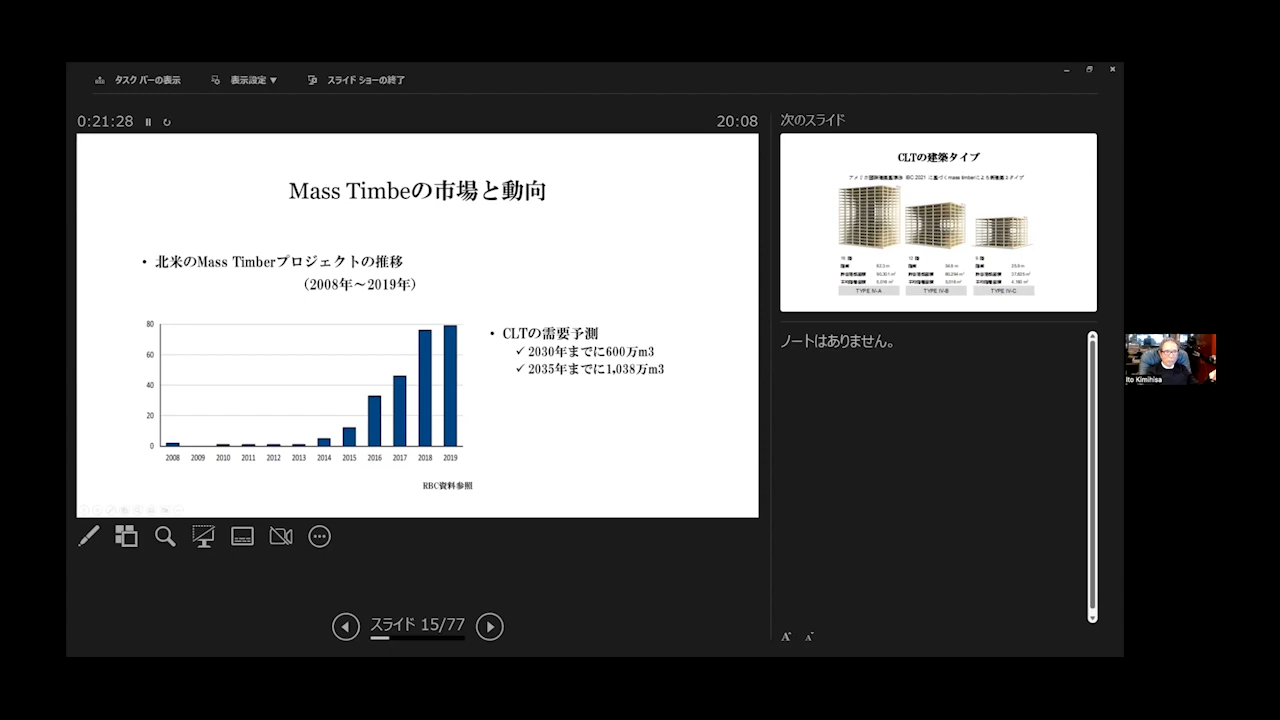 タスク バーの表示
表示設定 ▼
スライド ショーの終了
0:21:28
20:08
Mass Timbeの市場と動向
• 北米のMass Timberプロジェクトの推移
（2008年～2019年）
80
60
40
20
0
2008 2009 2010 2011 2012 2013 2014 2015 2016 2017 2018 2019
RBC資料参照
• CLTの需要予測
✓ 2030年までに600万m3
✓ 2035年までに1,038万m3
スライド 15/77
次のスライド
CLTの建築タイプ
TYPE IV-A
TYPE IV-B
TYPE IV-C
ノートはありません。
Ito Kimihisa